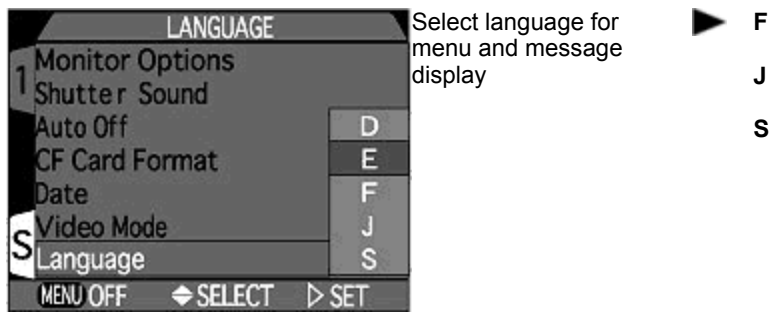 LANGUAGE
1
Monitor Options
Shutter Sound
Auto Off
CF Card Format
Date
Video Mode
S
Language
D
E
F
J
S
MENU OFF SELECT SET
Select language for
menu and message
display
F
J
S